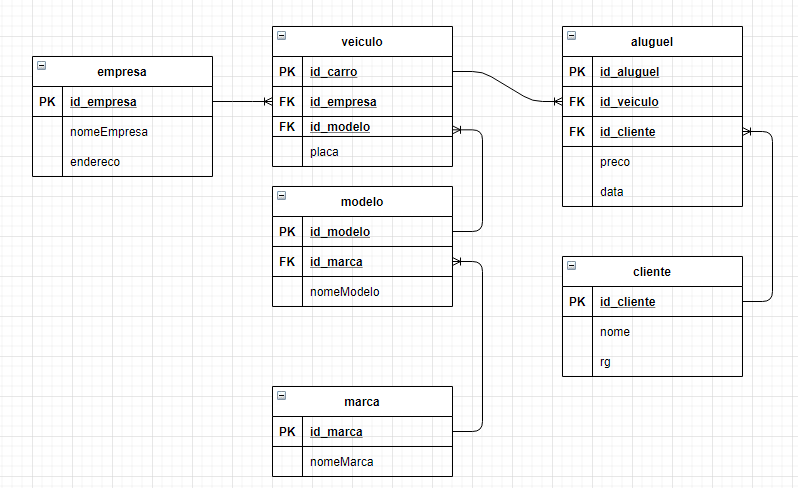 empresa
PK id_empresa
nomeEmpresa
endereco
veiculo
PK id_carro
FK id_empresa
FK id_modelo
placa
modelo
PK id_modelo
FK id_marca
nomeModelo
marca
PK id_marca
nomeMarca
aluguel
PK id_aluguel
FK id_veiculo
FK id_cliente
preco
data
cliente
PK id_cliente
nome
rg